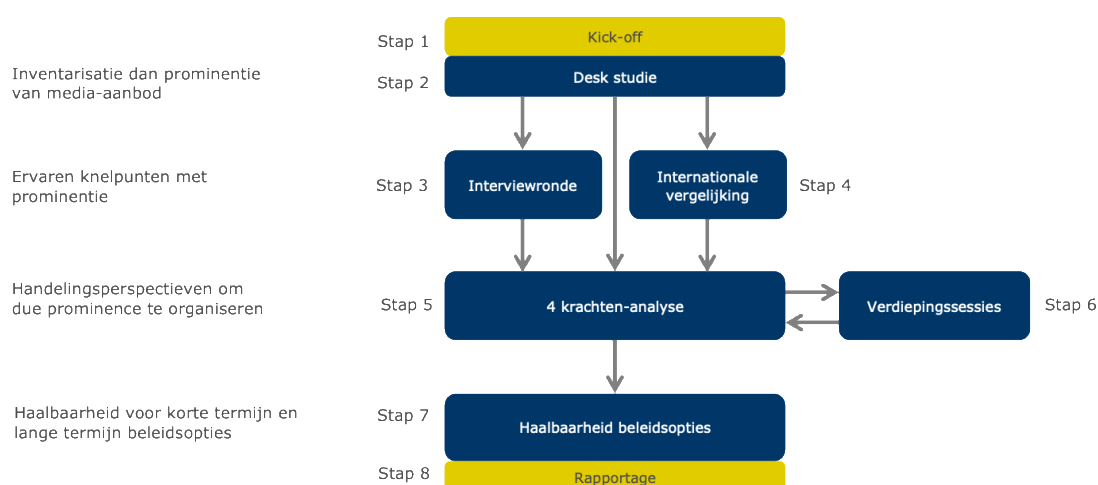 Stap 1
Kick-off
Inventarisatie dan prominentie
van media-aanbod
Stap 2
Desk studie
Ervaren knelpunten met
prominentie
Stap 3
Interviewronde
Internationale
vergelijking
Stap 4
Handelingsperspectieven om
due prominence te organiseren
Stap 5
4 krachten-analyse
Verdiepingssessies
Stap 6
Haalbaarheid voor korte termijn en
lange termijn beleidsopties
Stap 7
Haalbaarheid beleidsopties
Stap 8
Rapportage